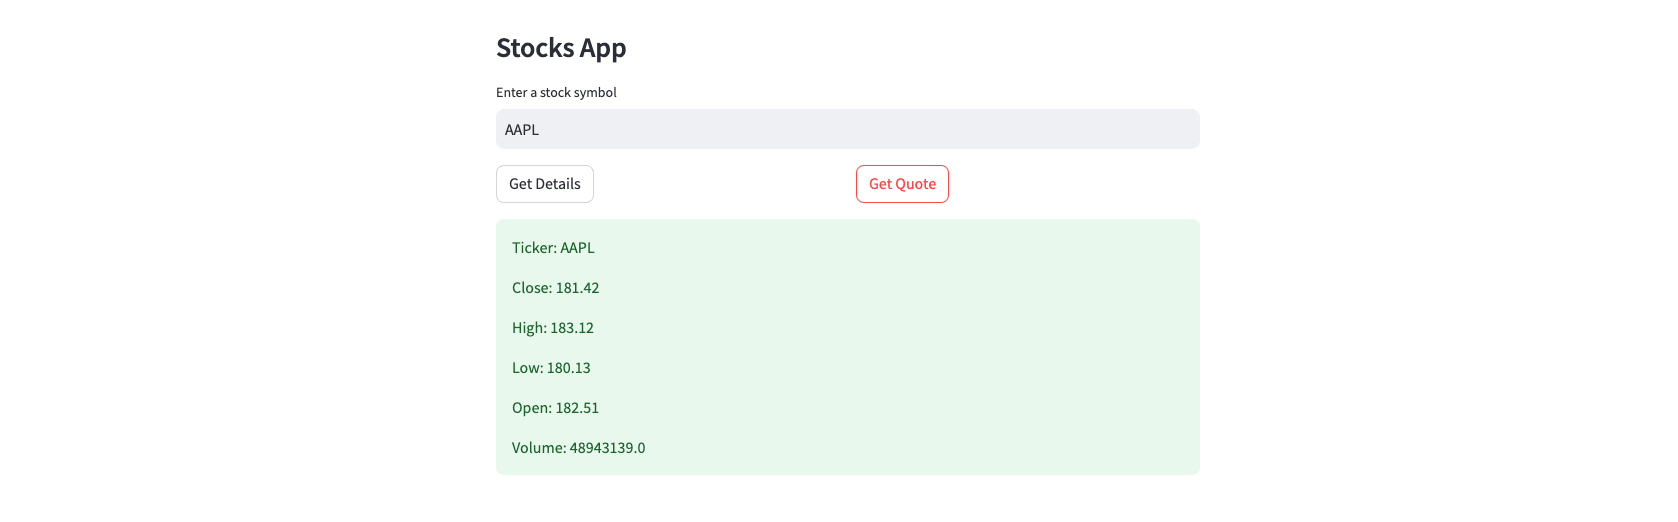 Stocks App
Enter a stock symbol
AAPL
Get Details
Get Quote
Ticker: AAPL
Close: 181.42
High: 183.12
Low: 180.13
Open: 182.51
Volume: 48943139.0